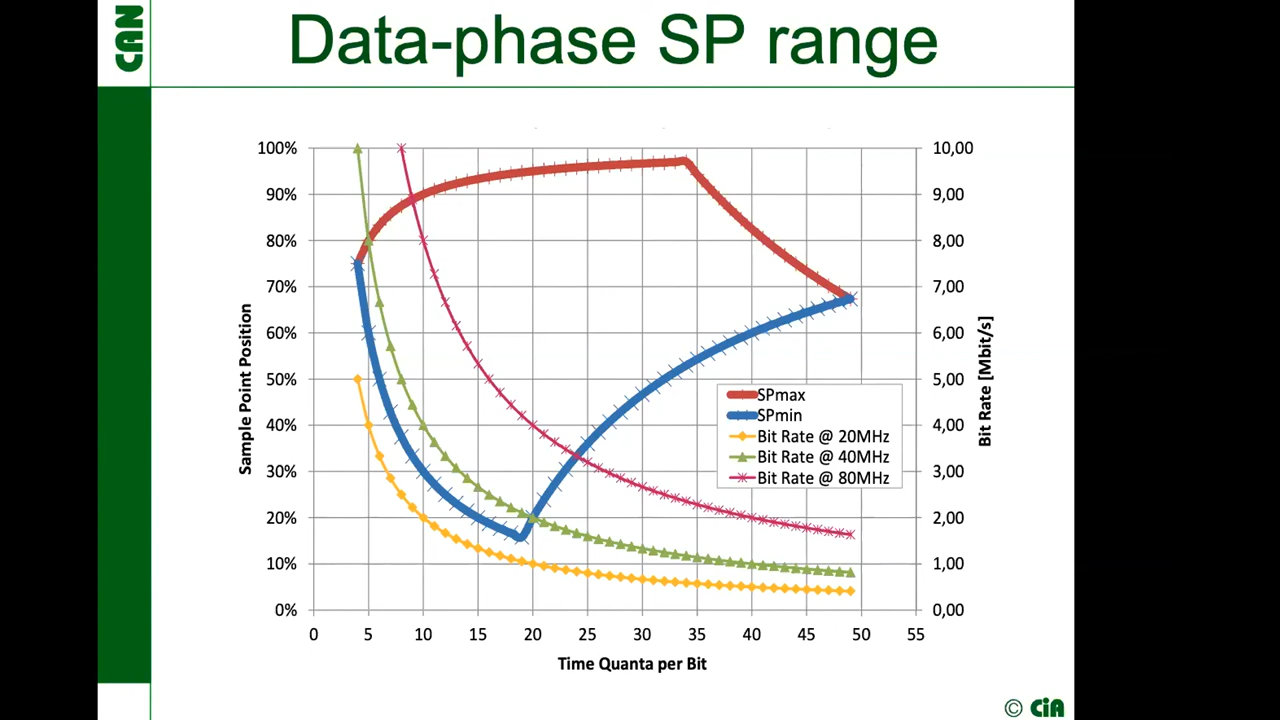 CAN
Data-phase SP range
100%
90%
80%
70%
60%
50%
40%
30%
20%
10%
0%
Sample Point Position
10,00
9,00
8,00
7,00
6,00
5,00
4,00
3,00
2,00
1,00
0,00
Bit Rate [Mbit/s]
SPmax
SPmin
Bit Rate @ 20MHz
Bit Rate @ 40MHz
Bit Rate @ 80MHz
0 5 10 15 20 25 30 35 40 45 50 55
Time Quanta per Bit
© CiA